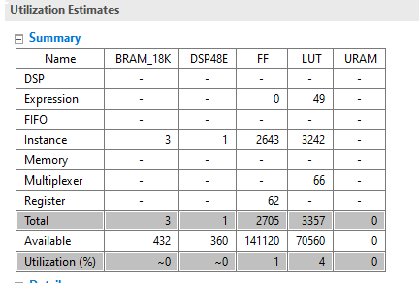 Utilization Estimates
Summary
Name BRAM_18K DSP48E FF LUT URAM
DSP - - - - -
Expression - - 0 49 -
FIFO - - - - -
Instance 3 1 2643 3242 -
Memory - - - - -
Multiplexer - - - 66 -
Register - - 62 - -
Total 3 1 2705 3357 0
Available 432 360 141120 70560 0
Utilization (%) ~0 ~0 1 4 0